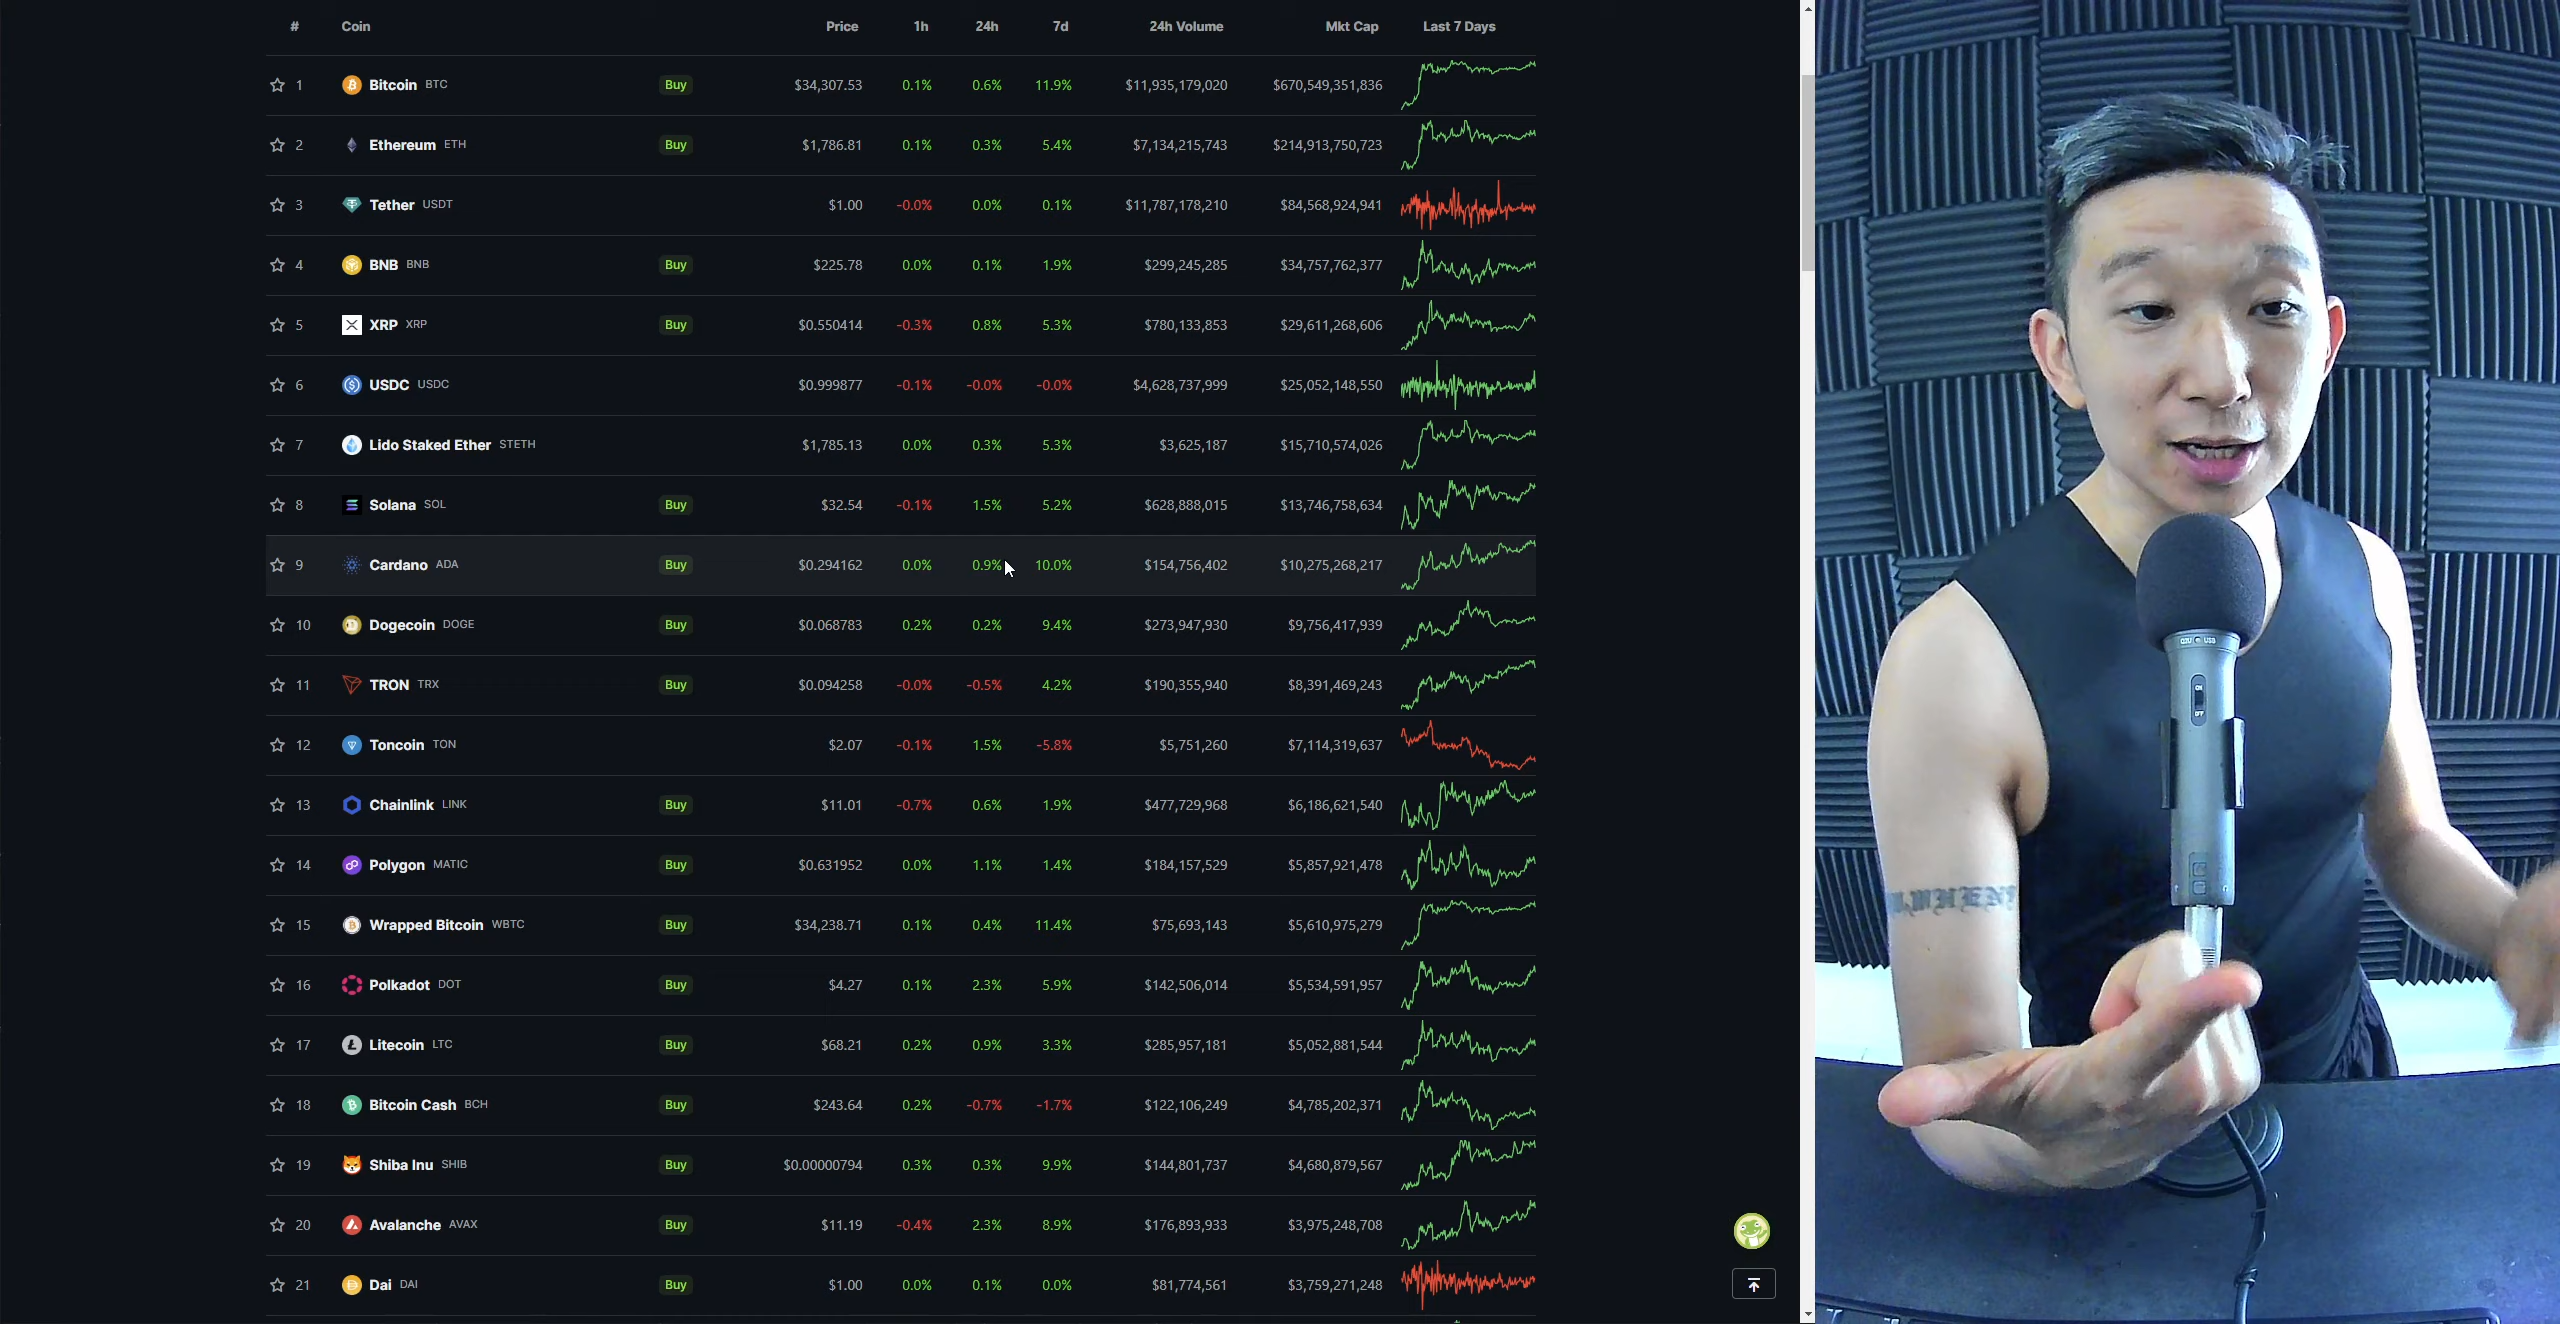 # Coin Price 1h 24h 7d 24h Volume Mkt Cap Last 7 Days
1 Bitcoin BTC Buy $34,307.53 0.1% 0.6% 11.9% $11,935,179,020 $670,549,351,836
2 Ethereum ETH Buy $1,786.81 0.1% 0.3% 5.4% $7,134,215,743 $214,913,750,723
3 Tether USDT $1.00 -0.0% 0.0% 0.1% $11,787,178,210 $84,568,924,941
4 BNB BNB Buy $225.78 0.0% 0.1% 1.9% $299,245,285 $34,757,762,377
5 XRP XRP Buy $0.550414 -0.3% 0.8% 5.3% $780,133,853 $29,611,268,606
6 USDC USDC $0.999877 -0.1% -0.0% -0.0% $4,628,737,999 $25,052,148,550
7 Lido Staked Ether STETH $1,785.13 0.0% 0.3% 5.3% $3,625,187 $15,710,574,026
8 Solana SOL Buy $32.54 -0.1% 1.5% 5.2% $628,888,015 $13,746,758,634
9 Cardano ADA Buy $0.294162 0.0% 0.9% 10.0% $154,756,402 $10,275,268,217
10 Dogecoin DOGE Buy $0.068783 0.2% 0.2% 9.4% $273,947,930 $9,756,417,939
11 TRON TRX Buy $0.094258 -0.0% -0.5% 4.2% $190,355,940 $8,391,469,243
12 Toncoin TON $2.07 -0.1% 1.5% -5.8% $5,751,260 $7,114,319,637
13 Chainlink LINK Buy $11.01 -0.7% 0.6% 1.9% $477,729,968 $6,186,621,540
14 Polygon MATIC Buy $0.631952 0.0% 1.1% 1.4% $184,157,529 $5,857,921,478
15 Wrapped Bitcoin WBTC Buy $34,238.71 0.1% 0.4% 11.4% $75,693,143 $5,610,975,279
16 Polkadot DOT Buy $4.27 0.1% 2.3% 5.9% $142,506,014 $5,534,591,957
17 Litecoin LTC Buy $68.21 0.2% 0.9% 3.3% $285,957,181 $5,052,881,544
18 Bitcoin Cash BCH Buy $243.64 0.2% -0.7% -1.7% $122,106,249 $4,785,202,371
19 Shiba Inu SHIB Buy $0.00000794 0.3% 0.3% 9.9% $144,801,737 $4,680,879,567
20 Avalanche AVAX Buy $11.19 -0.4% 2.3% 8.9% $176,893,933 $3,975,248,708
21 Dai DAI Buy $1.00 0.0% 0.1% 0.0% $81,774,561 $3,759,271,248
Q2U USB
ON
OFF